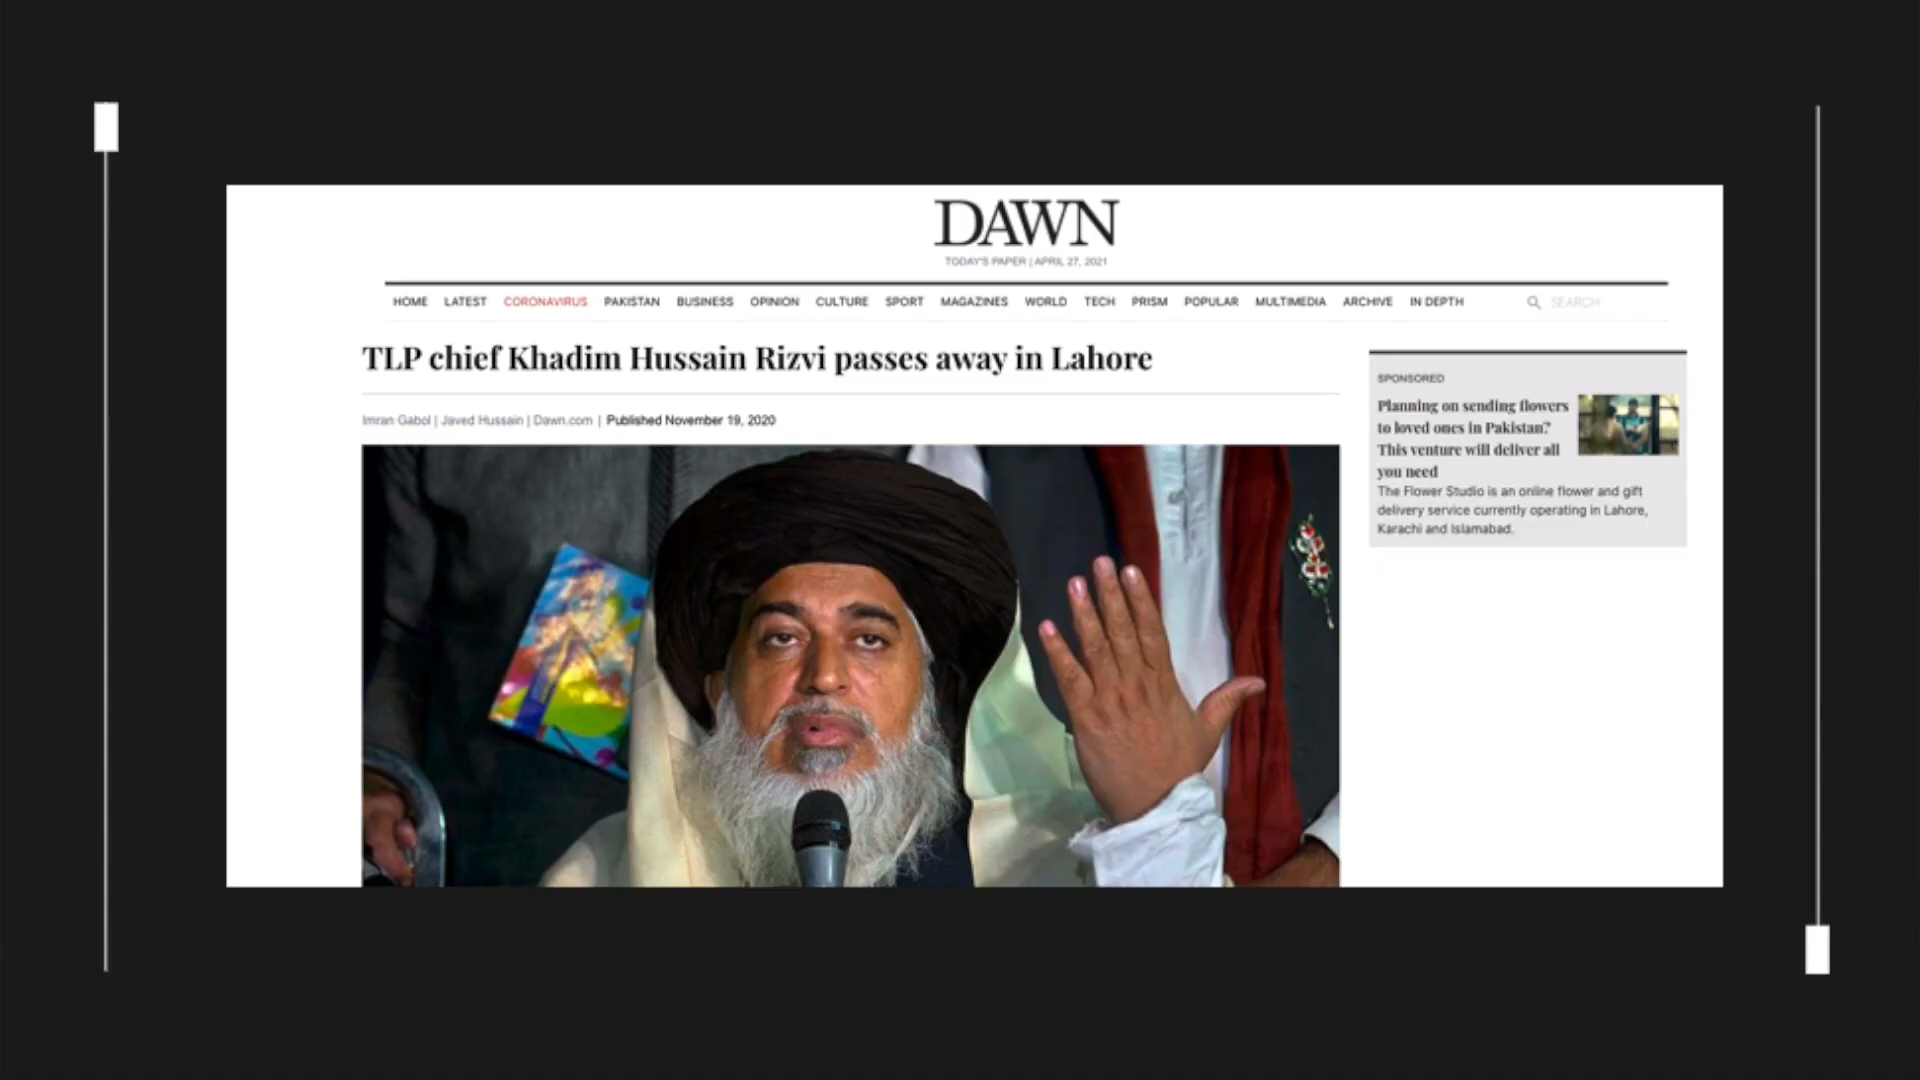 DAWN
TODAY'S PAPER | APRIL 27, 2021
HOME LATEST CORONAVIRUS PAKISTAN BUSINESS OPINION CULTURE SPORT MAGAZINES WORLD TECH PRISM POPULAR MULTIMEDIA ARCHIVE IN DEPTH SEARCH
TLP chief Khadim Hussain Rizvi passes away in Lahore
Imran Gabol | Javed Hussain | Dawn.com | Published November 19, 2020
SPONSORED
Planning on sending flowers
to loved ones in Pakistan?
This venture will deliver all
you need
The Flower Studio is an online flower and gift
delivery service currently operating in Lahore,
Karachi and Islamabad.